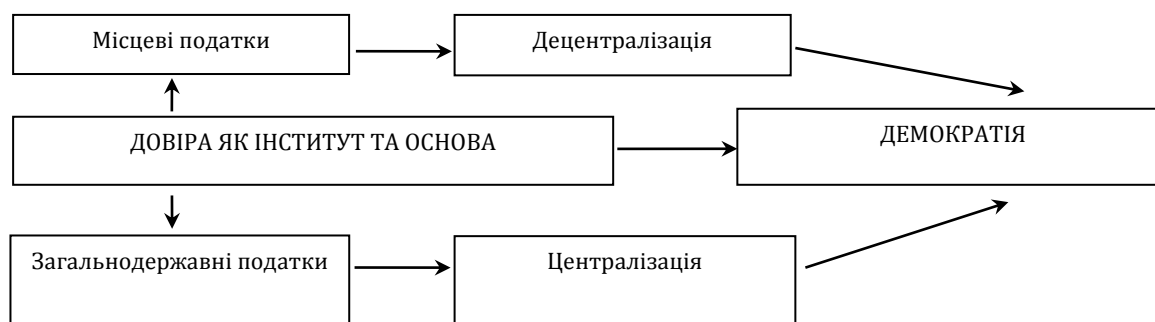 Місцеві податки
Децентралізація
ДОВІРА ЯК ІНСТИТУТ ТА ОСНОВА
ДЕМОКРАТІЯ
Загальнодержавні податки
Централізація